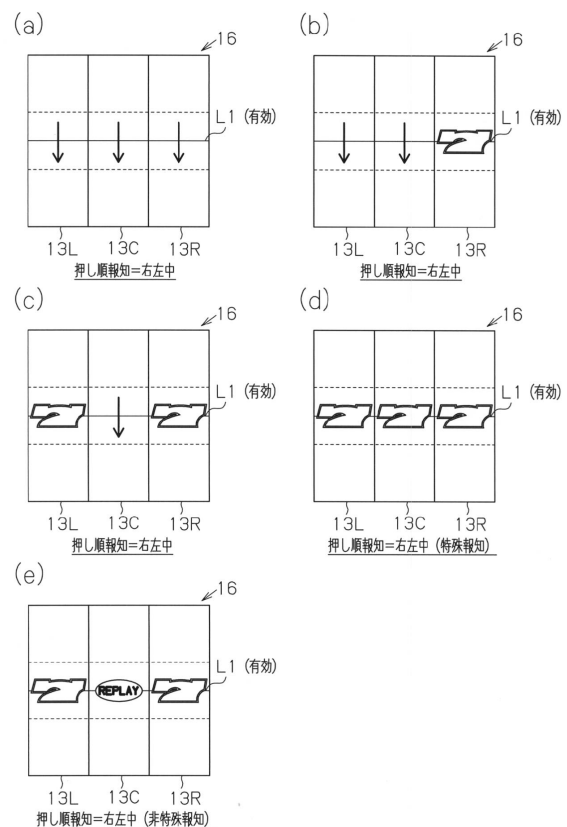 (a)
16
L1 (有効)
13L 13C 13R
押し順報知=右左中
(b)
16
L1 (有効)
13L 13C 13R
押し順報知=右左中
(c)
16
L1 (有効)
13L 13C 13R
押し順報知=右左中
(d)
16
L1 (有効)
13L 13C 13R
押し順報知=右左中 (特殊報知)
(e)
16
L1 (有効)
REPLAY
13L 13C 13R
押し順報知=右左中 (非特殊報知)